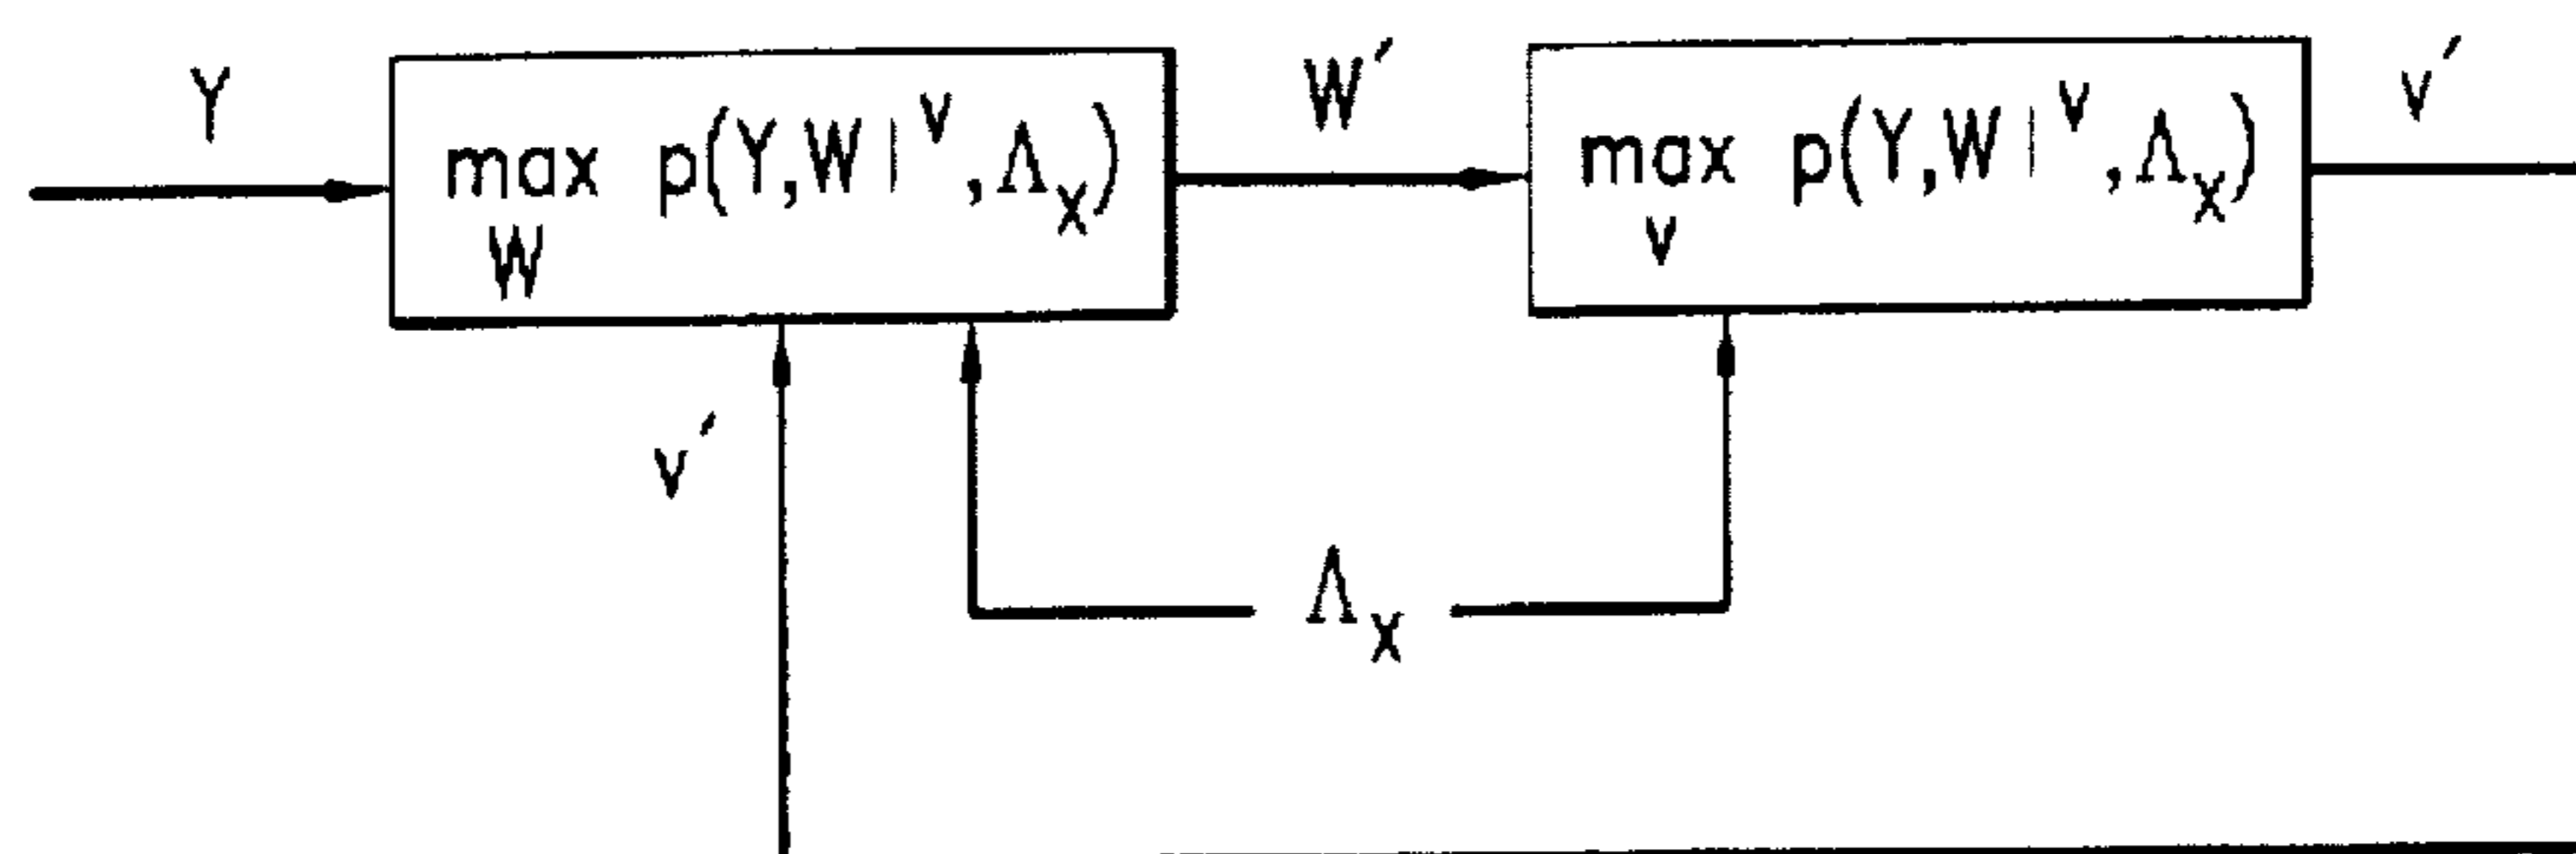 Y
max p(Y,W|v,Λx)
W
W′
max p(Y,W|v,Λx)
v
v′
v′
Λx